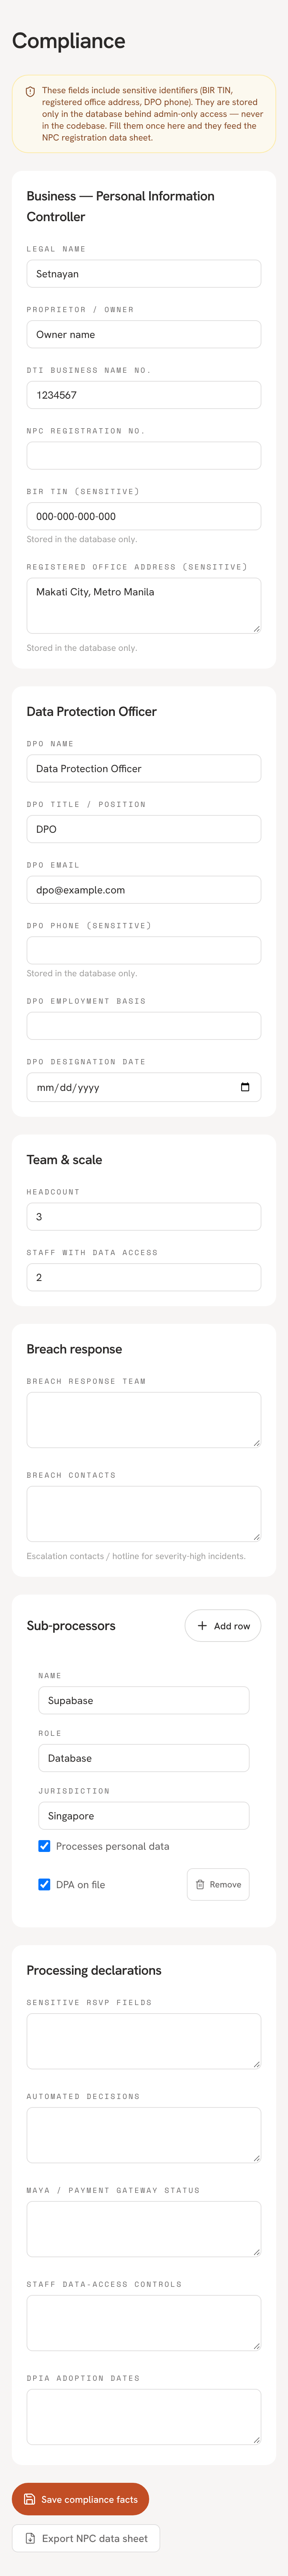 Compliance
These fields include sensitive identifiers (BIR TIN,
registered office address, DPO phone). They are stored
only in the database behind admin-only access — never
in the codebase. Fill them once here and they feed the
NPC registration data sheet.
Business — Personal Information
Controller
LEGAL NAME
Setnayan
PROPRIETOR / OWNER
Owner name
DTI BUSINESS NAME NO.
1234567
NPC REGISTRATION NO.
BIR TIN (SENSITIVE)
000-000-000-000
Stored in the database only.
REGISTERED OFFICE ADDRESS (SENSITIVE)
Makati City, Metro Manila
Stored in the database only.
Data Protection Officer
DPO NAME
Data Protection Officer
DPO TITLE / POSITION
DPO
DPO EMAIL
dpo@example.com
DPO PHONE (SENSITIVE)
Stored in the database only.
DPO EMPLOYMENT BASIS
DPO DESIGNATION DATE
mm/dd/yyyy
Team & scale
HEADCOUNT
3
STAFF WITH DATA ACCESS
2
Breach response
BREACH RESPONSE TEAM
BREACH CONTACTS
Escalation contacts / hotline for severity-high incidents.
Sub-processors
Add row
NAME
Supabase
ROLE
Database
JURISDICTION
Singapore
Processes personal data
DPA on file
Remove
Processing declarations
SENSITIVE RSVP FIELDS
AUTOMATED DECISIONS
MAYA / PAYMENT GATEWAY STATUS
STAFF DATA-ACCESS CONTROLS
DPIA ADOPTION DATES
Save compliance facts
Export NPC data sheet